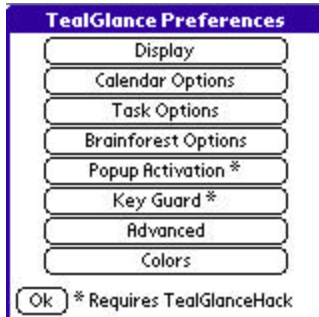 TealGlance Preferences
Display
Calendar Options
Task Options
Brainforest Options
Popup Activation *
Key Guard *
Advanced
Colors
Ok * Requires TealGlanceHack